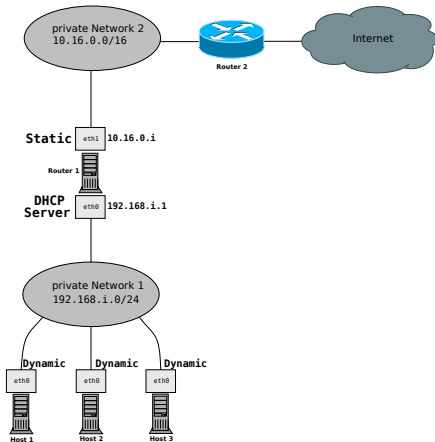 private Network 2
10.16.0.0/16
Internet
Router 2
Static
eth1
10.16.0.i
Router 1
DHCP
Server
eth0
192.168.i.1
private Network 1
192.168.i.0/24
Dynamic
Dynamic
Dynamic
eth0
eth0
eth0
Host 1
Host 2
Host 3